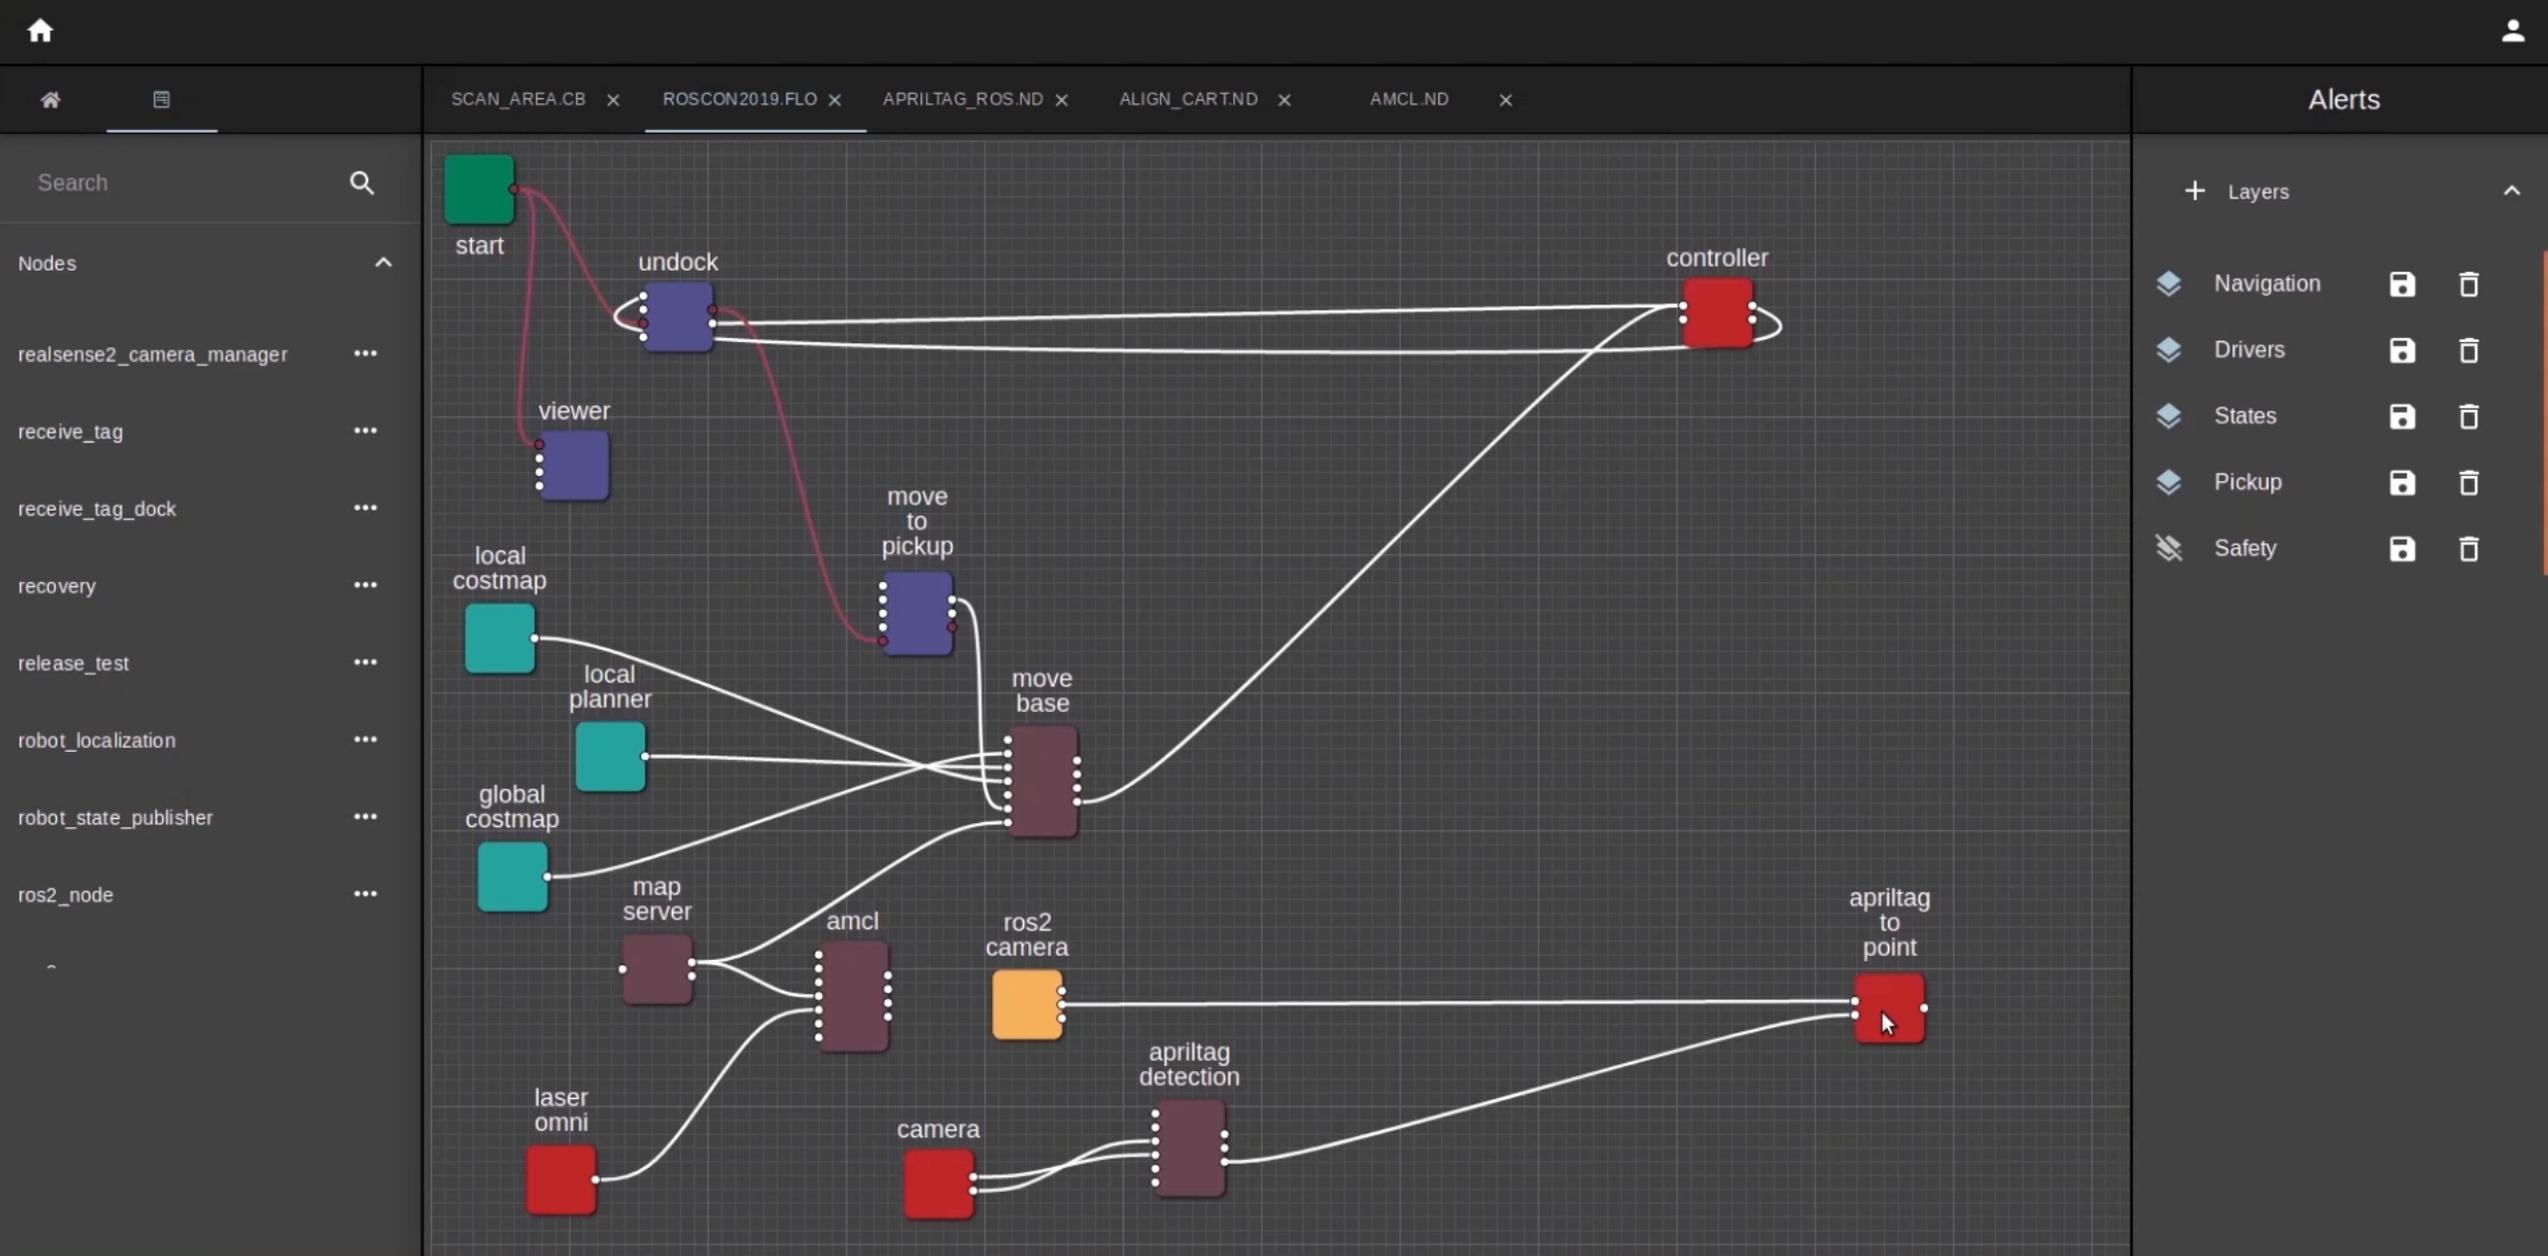 SCAN_AREA.CB
ROSCON2019.FLO
APRILTAG_ROS.ND
ALIGN_CART.ND
AMCL.ND
Alerts
Search
Nodes
realsense2_camera_manager
receive_tag
receive_tag_dock
recovery
release_test
robot_localization
robot_state_publisher
ros2_node
start
undock
controller
viewer
move
to
pickup
local
costmap
local
planner
move
base
global
costmap
map
server
amcl
ros2
camera
apriltag
to
point
apriltag
detection
laser
omni
camera
Layers
Navigation
Drivers
States
Pickup
Safety